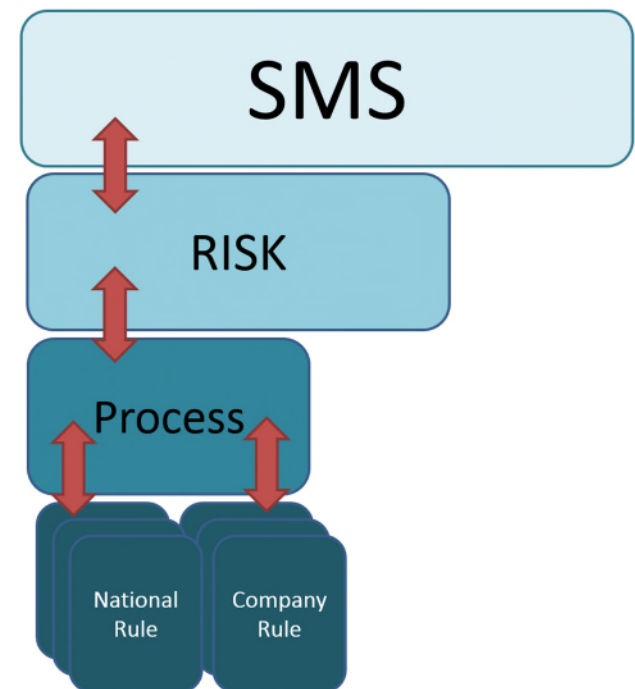 SMS
RISK
Process
National
Rule
Company
Rule